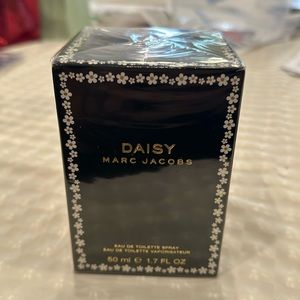 DAISY
MARC JACOBS
EAU DE TOILETTE SPRAY
EAU DE TOILETTE VAPORISATEUR
50 ml ℮ 1.7 FL OZ